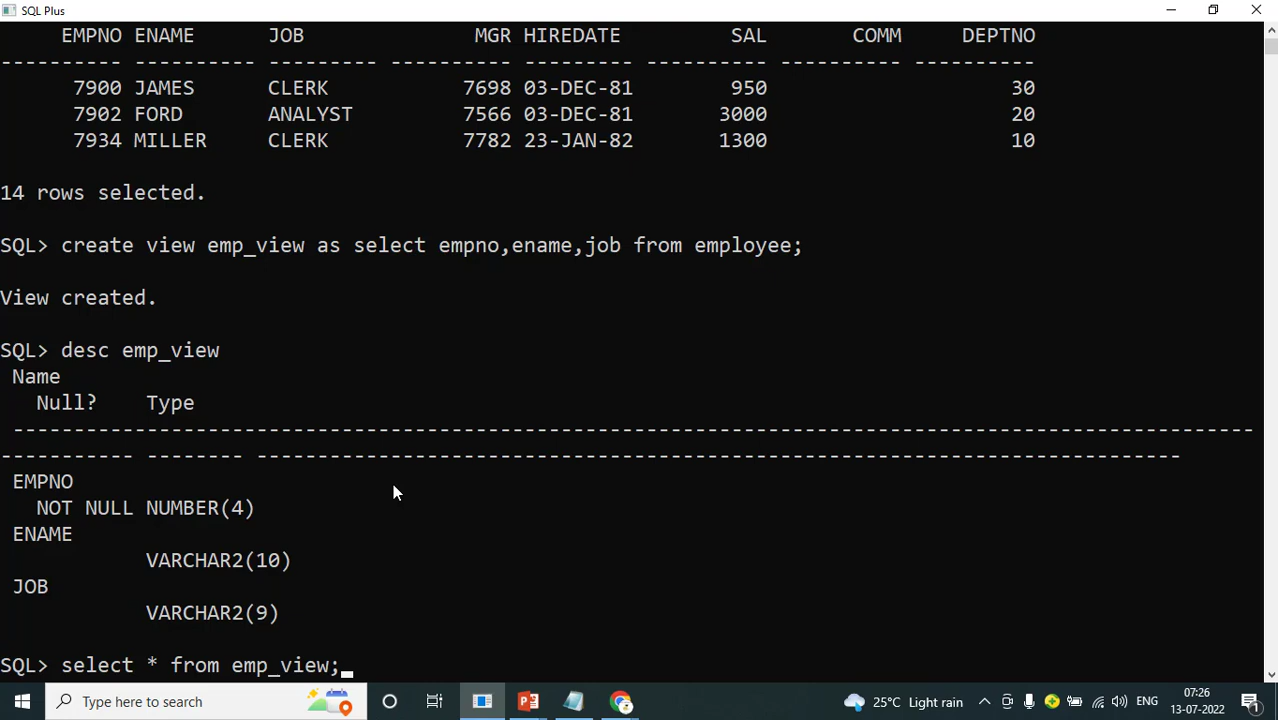 SQL Plus
EMPNO ENAME JOB MGR HIREDATE SAL COMM DEPTNO
---------- ---------- --------- ---------- --------- ---------- ---------- ----------
7900 JAMES CLERK 7698 03-DEC-81 950 30
7902 FORD ANALYST 7566 03-DEC-81 3000 20
7934 MILLER CLERK 7782 23-JAN-82 1300 10
14 rows selected.
SQL> create view emp_view as select empno,ename,job from employee;
View created.
SQL> desc emp_view
Name
Null? Type
------------------------------------------------------------------------------------------------------
----------- -------- ----------------------------------------------------------------------------
EMPNO
NOT NULL NUMBER(4)
ENAME
VARCHAR2(10)
JOB
VARCHAR2(9)
SQL> select * from emp_view;
Type here to search
25°C Light rain
ENG
07:26
13-07-2022
1